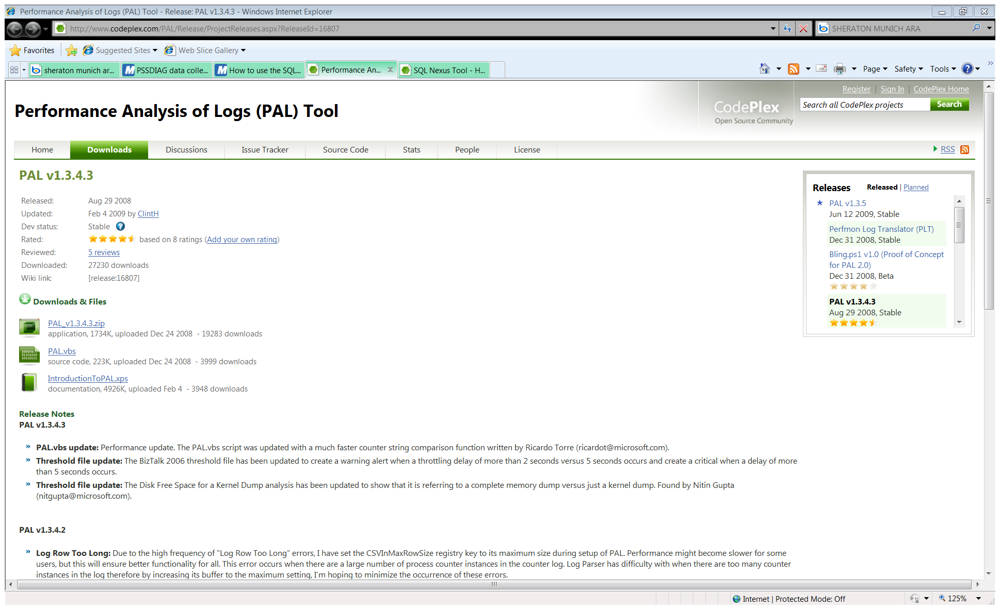 Performance Analysis of Logs (PAL) Tool - Release: PAL v1.3.4.3 - Windows Internet Explorer
http://www.codeplex.com/PAL/Release/ProjectReleases.aspx?ReleaseId=16807
SHERATON MUNICH ARA
Favorites
Suggested Sites
Web Slice Gallery
sheraton munich ar...
PSSDIAG data colle...
How to use the SQL...
Performance An...
SQL Nexus Tool - H...
Page
Safety
Tools
Register | Sign In | CodePlex Home
Performance Analysis of Logs (PAL) Tool
CodePlex
Open Source Community
Search all CodePlex projects
Search
Home
Downloads
Discussions
Issue Tracker
Source Code
Stats
People
License
RSS
PAL v1.3.4.3
Released: Aug 29 2008
Updated: Feb 4 2009 by ClintH
Dev status: Stable
Rated: based on 8 ratings (Add your own rating)
Reviewed: 5 reviews
Downloaded: 27230 downloads
Wiki link: [release:16807]
Downloads & Files
PAL_v1.3.4.3.zip
application, 1734K, uploaded Dec 24 2008 - 19283 downloads
PAL.vbs
source code, 223K, uploaded Dec 24 2008 - 3999 downloads
IntroductionToPAL.xps
documentation, 4926K, uploaded Feb 4 - 3948 downloads
Releases
Released | Planned
PAL v1.3.5
Jun 12 2009, Stable
Perfmon Log Translator (PLT)
Dec 31 2008, Stable
Bling.ps1 v1.0 (Proof of Concept
for PAL 2.0)
Dec 31 2008, Beta
PAL v1.3.4.3
Aug 29 2008, Stable
Release Notes
PAL v1.3.4.3
» PAL.vbs update: Performance update. The PAL.vbs script was updated with a much faster counter string comparison function written by Ricardo Torre (ricardot@microsoft.com).
» Threshold file update: The BizTalk 2006 threshold file has been updated to create a warning alert when a throttling delay of more than 2 seconds versus 5 seconds occurs and create a critical when a delay of more
than 5 seconds occurs.
» Threshold file update: The Disk Free Space for a Kernel Dump analysis has been updated to show that it is referring to a complete memory dump versus just a kernel dump. Found by Nitin Gupta
(nitgupta@microsoft.com).
PAL v1.3.4.2
» Log Row Too Long: Due to the high frequency of "Log Row Too Long" errors, I have set the CSVInMaxRowSize registry key to its maximum size during setup of PAL. Performance might become slower for some
users, but this will ensure better functionality for all. This error occurs when there are a large number of process counter instances in the counter log. Log Parser has difficulty with when there are too many counter
instances in the log therefore by increasing its buffer to the maximum setting, I'm hoping to minimize the occurrence of these errors.
Internet | Protected Mode: Off
125%